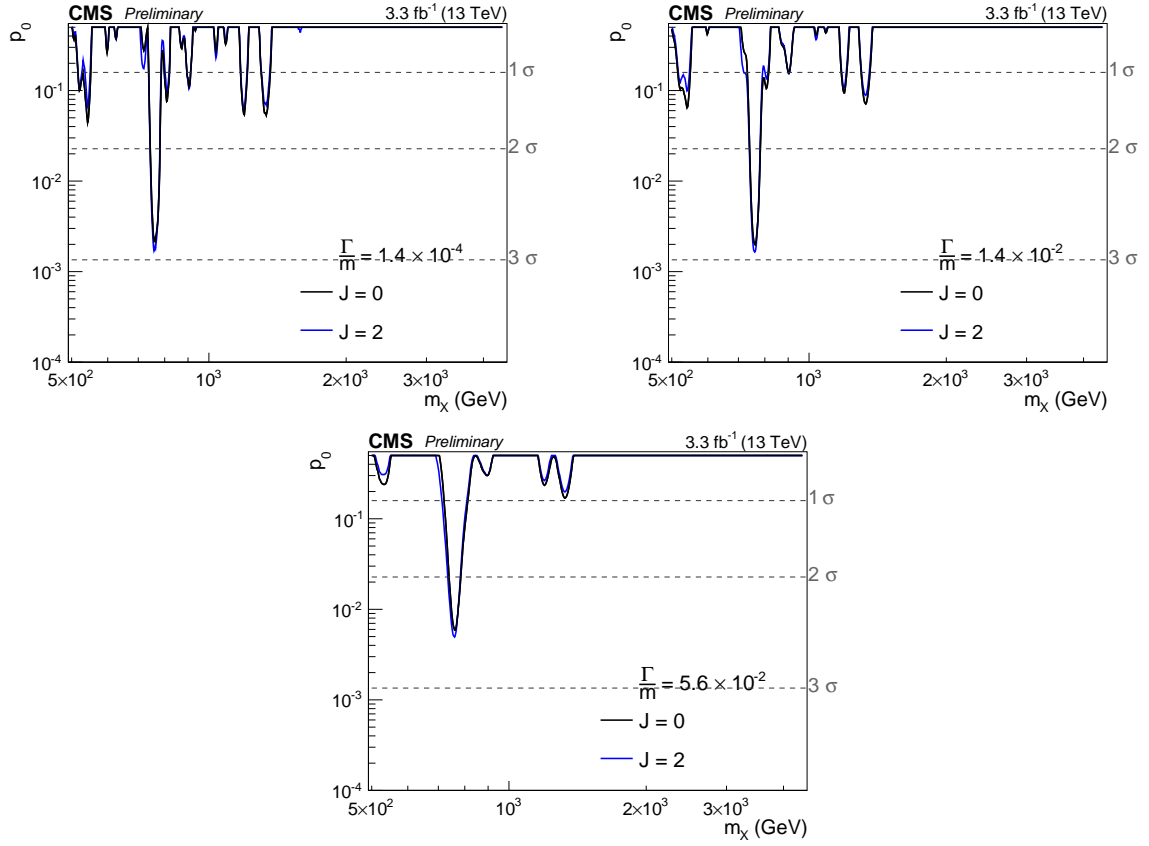 CMS Preliminary 3.3 fb⁻¹ (13 TeV)
p₀
1 σ
10⁻¹
2 σ
10⁻²
Γ/m = 1.4 × 10⁻⁴
3 σ
10⁻³
J = 0
J = 2
10⁻⁴
5×10² 10³ 2×10³ 3×10³
m_X (GeV)
CMS Preliminary 3.3 fb⁻¹ (13 TeV)
p₀
1 σ
10⁻¹
2 σ
10⁻²
Γ/m = 1.4 × 10⁻²
3 σ
10⁻³
J = 0
J = 2
10⁻⁴
5×10² 10³ 2×10³ 3×10³
m_X (GeV)
CMS Preliminary 3.3 fb⁻¹ (13 TeV)
p₀
1 σ
10⁻¹
2 σ
10⁻²
Γ/m = 5.6 × 10⁻²
3 σ
10⁻³
J = 0
J = 2
10⁻⁴
5×10² 10³ 2×10³ 3×10³
m_X (GeV)